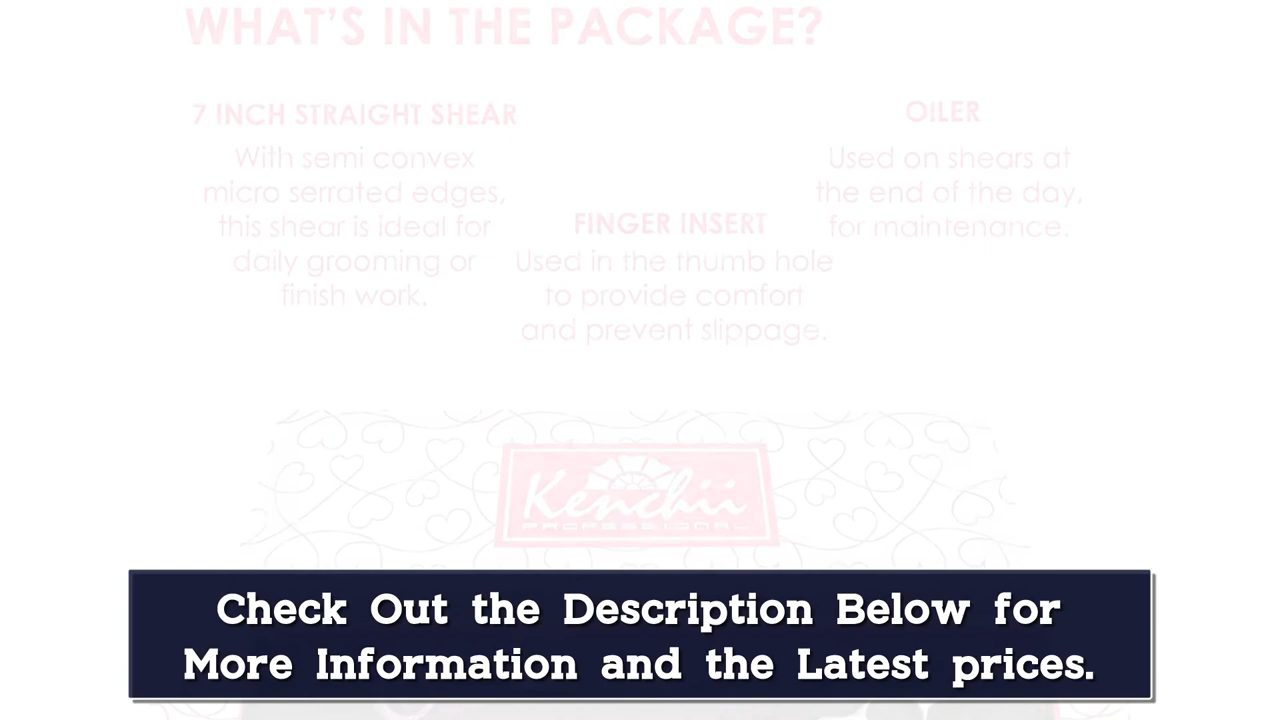 WHAT'S IN THE PACKAGE?
7 INCH STRAIGHT SHEAR
With semi convex
micro serrated edges,
this shear is ideal for
daily grooming or
finish work.
FINGER INSERT
Used in the thumb hole
to provide comfort
and prevent slippage.
OILER
Used on shears at
the end of the day,
for maintenance.
Kenchii
PROFESSIONAL
Check Out the Description Below for
More Information and the Latest prices.